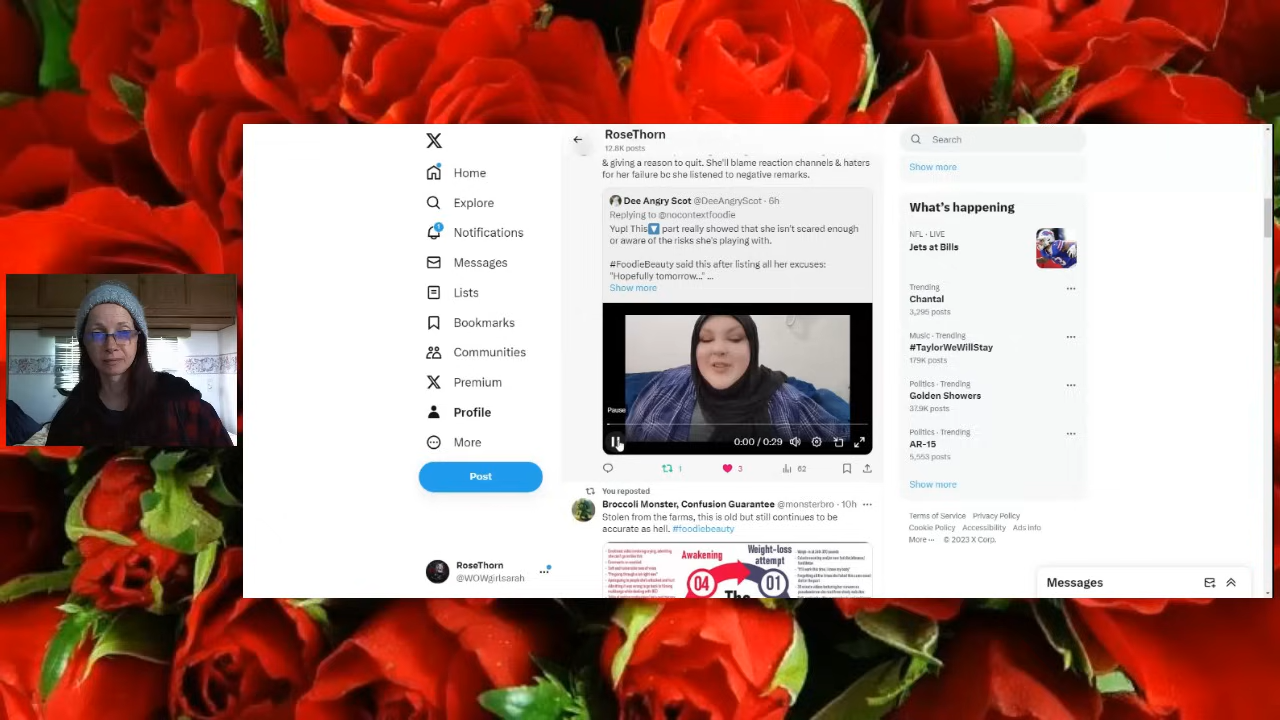 Home
Explore
1
Notifications
Messages
Lists
Bookmarks
Communities
Premium
Profile
More
Post
RoseThorn
@WOWgirlsarah
RoseThorn
12.8K posts
& giving a reason to quit. She'll blame reaction channels & haters
for her failure bc she listened to negative remarks.
Dee Angry Scot @DeeAngryScot · 6h
Replying to @nocontextfoodie
Yup! This part really showed that she isn't scared enough
or aware of the risks she's playing with.
#FoodieBeauty said this after listing all her excuses:
"Hopefully tomorrow..." ...
Show more
Pause
0:00 / 0:29
1
3
62
You reposted
Broccoli Monster, Confusion Guarantee @monsterbro · 10h
Stolen from the farms, this is old but still continues to
be accurate as hell. #foodiebeauty
Awakening
Weight-loss
attempt
04
01
The
Search
Show more
What's happening
NFL · LIVE
Jets at Bills
Trending
Chantal
3,295 posts
Music · Trending
#TaylorWeWillStay
179K posts
Politics · Trending
Golden Showers
37.9K posts
Politics · Trending
AR-15
5,553 posts
Show more
Terms of Service Privacy Policy
Cookie Policy Accessibility Ads info
More ··· © 2023 X Corp.
Messages